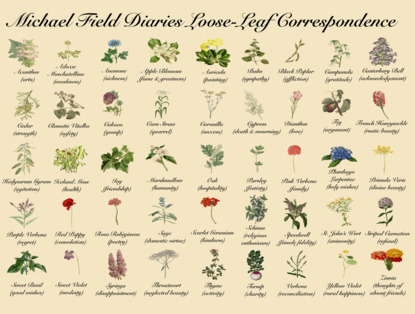 Michael Field Diaries Loose-Leaf Correspondence
Acanthus
(arts)
Adoxa
Moschatellina
(weakness)
Anemone
(sickness)
Apple Blossom
(fame & greatness)
Auricula
(painting)
Balm
(sympathy)
Black Poplar
(affliction)
Campanula
(gratitude)
Canterbury Bell
(acknowledgement)
Cedar
(strength)
Clematis Vitalba
(safety)
Cobaea
(gossip)
Corn Straw
(quarrel)
Coronilla
(success)
Cypress
(death & mourning)
Dianthus
(love)
Fig
(argument)
French Honeysuckle
(rustic beauty)
Hedysarum Gyrans
(agitation)
Iceland Moss
(health)
Ivy
(friendship)
Marshmallow
(humanity)
Oak
(hospitality)
Parsley
(festivity)
Pink Verbena
(family)
Plumbago
Larpentae
(holy wishes)
Primula Veris
(divine beauty)
Purple Verbena
(regret)
Red Poppy
(consolation)
Rosa Rubiginosa
(poetry)
Sage
(domestic virtue)
Scarlet Geranium
(kindness)
Schinus
(religious
enthusiasm)
Speedwell
(female fidelity)
St. John's Wort
(animosity)
Striped Carnation
(refusal)
Sweet Basil
(good wishes)
Sweet Violet
(modesty)
Syringa
(disappointment)
Throatwort
(neglected beauty)
Thyme
(activity)
Turnip
(charity)
Verbena
(reconciliation)
Yellow Violet
(rural happiness)
Zinnia
(thoughts of
absent friends)